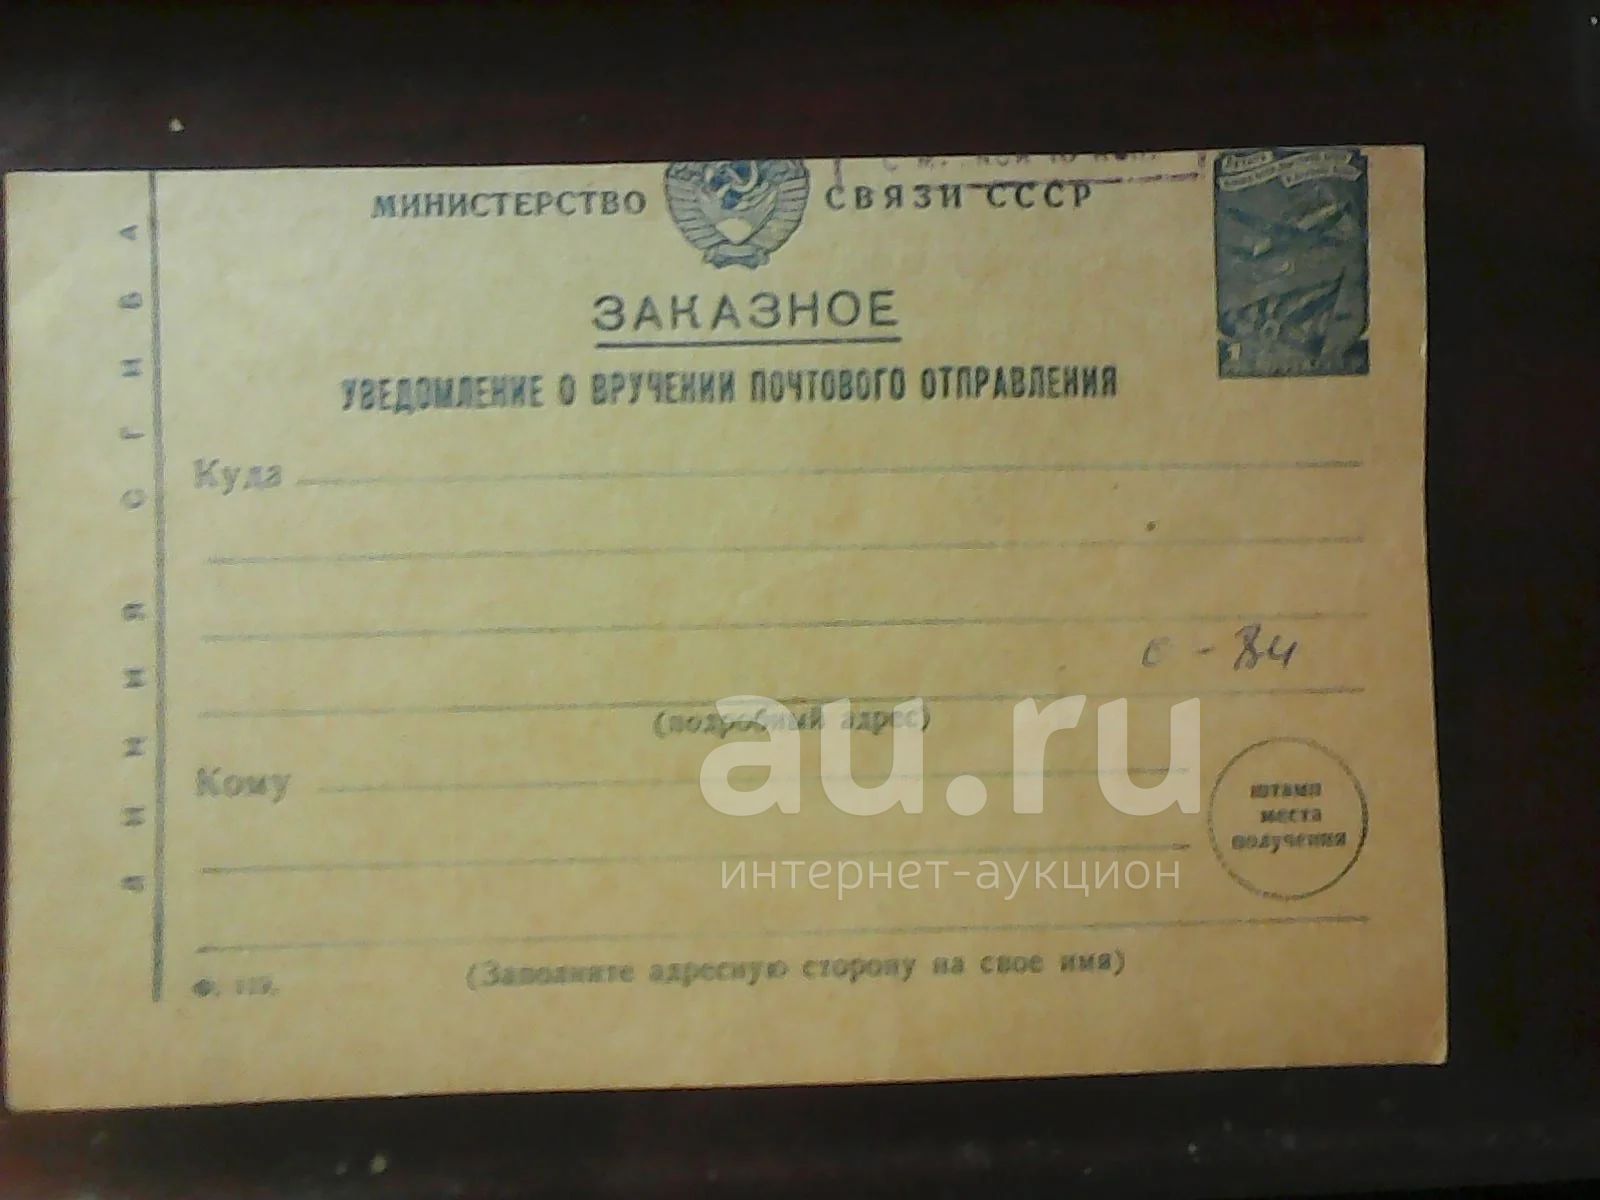 МИНИСТЕРСТВО СВЯЗИ СССР
ЗАКАЗНОЕ
УВЕДОМЛЕНИЕ О ВРУЧЕНИИ ПОЧТОВОГО ОТПРАВЛЕНИЯ
Куда
(подробный адрес)
Кому
штамп
места
получения
(Заполните адресную сторону на свое имя)
Ф. 119.
ЛИНИЯ СГИБА
au.ru
интернет-аукцион